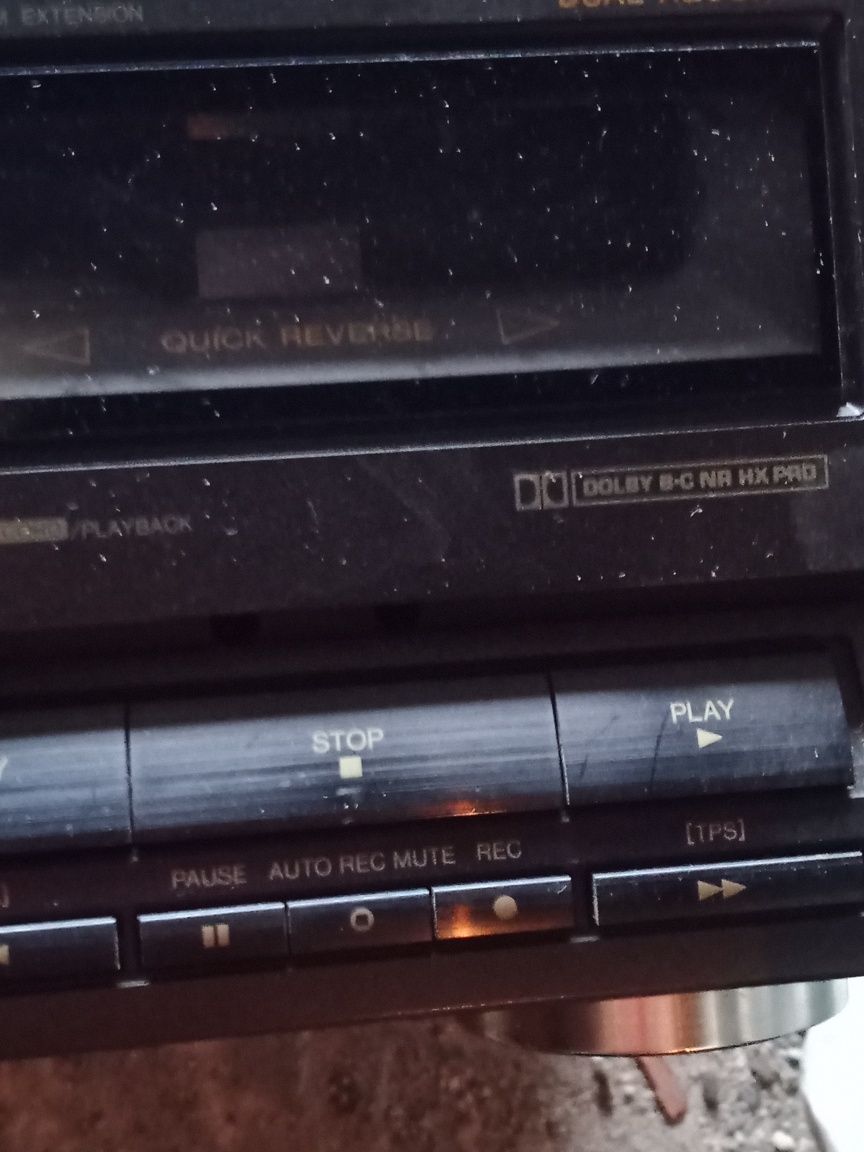 EXTENSION
QUICK REVERSE
DOLBY B·C NR HX PRO
/PLAYBACK
STOP
PLAY
[TPS]
PAUSE AUTO REC MUTE REC